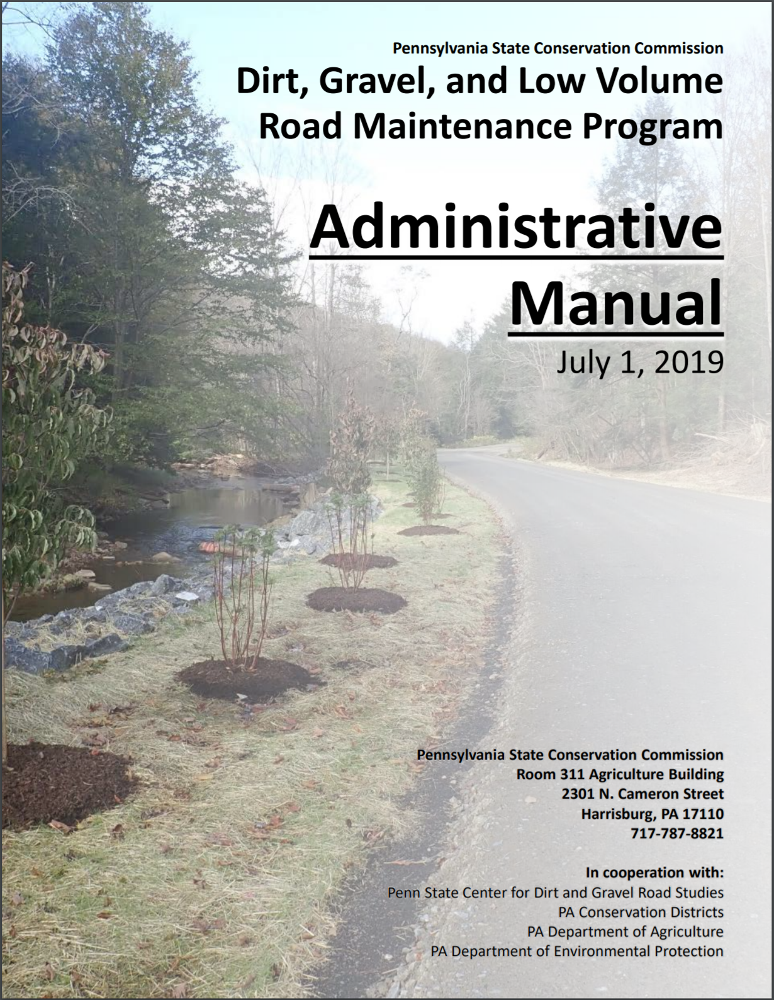 Pennsylvania State Conservation Commission
Dirt, Gravel, and Low Volume
Road Maintenance Program
Administrative
Manual
July 1, 2019
Pennsylvania State Conservation Commission
Room 311 Agriculture Building
2301 N. Cameron Street
Harrisburg, PA 17110
717-787-8821
In cooperation with:
Penn State Center for Dirt and Gravel Road Studies
PA Conservation Districts
PA Department of Agriculture
PA Department of Environmental Protection